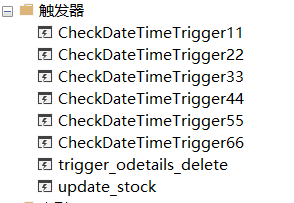 触发器
CheckDateTimeTrigger11
CheckDateTimeTrigger22
CheckDateTimeTrigger33
CheckDateTimeTrigger44
CheckDateTimeTrigger55
CheckDateTimeTrigger66
trigger_odetails_delete
update_stock